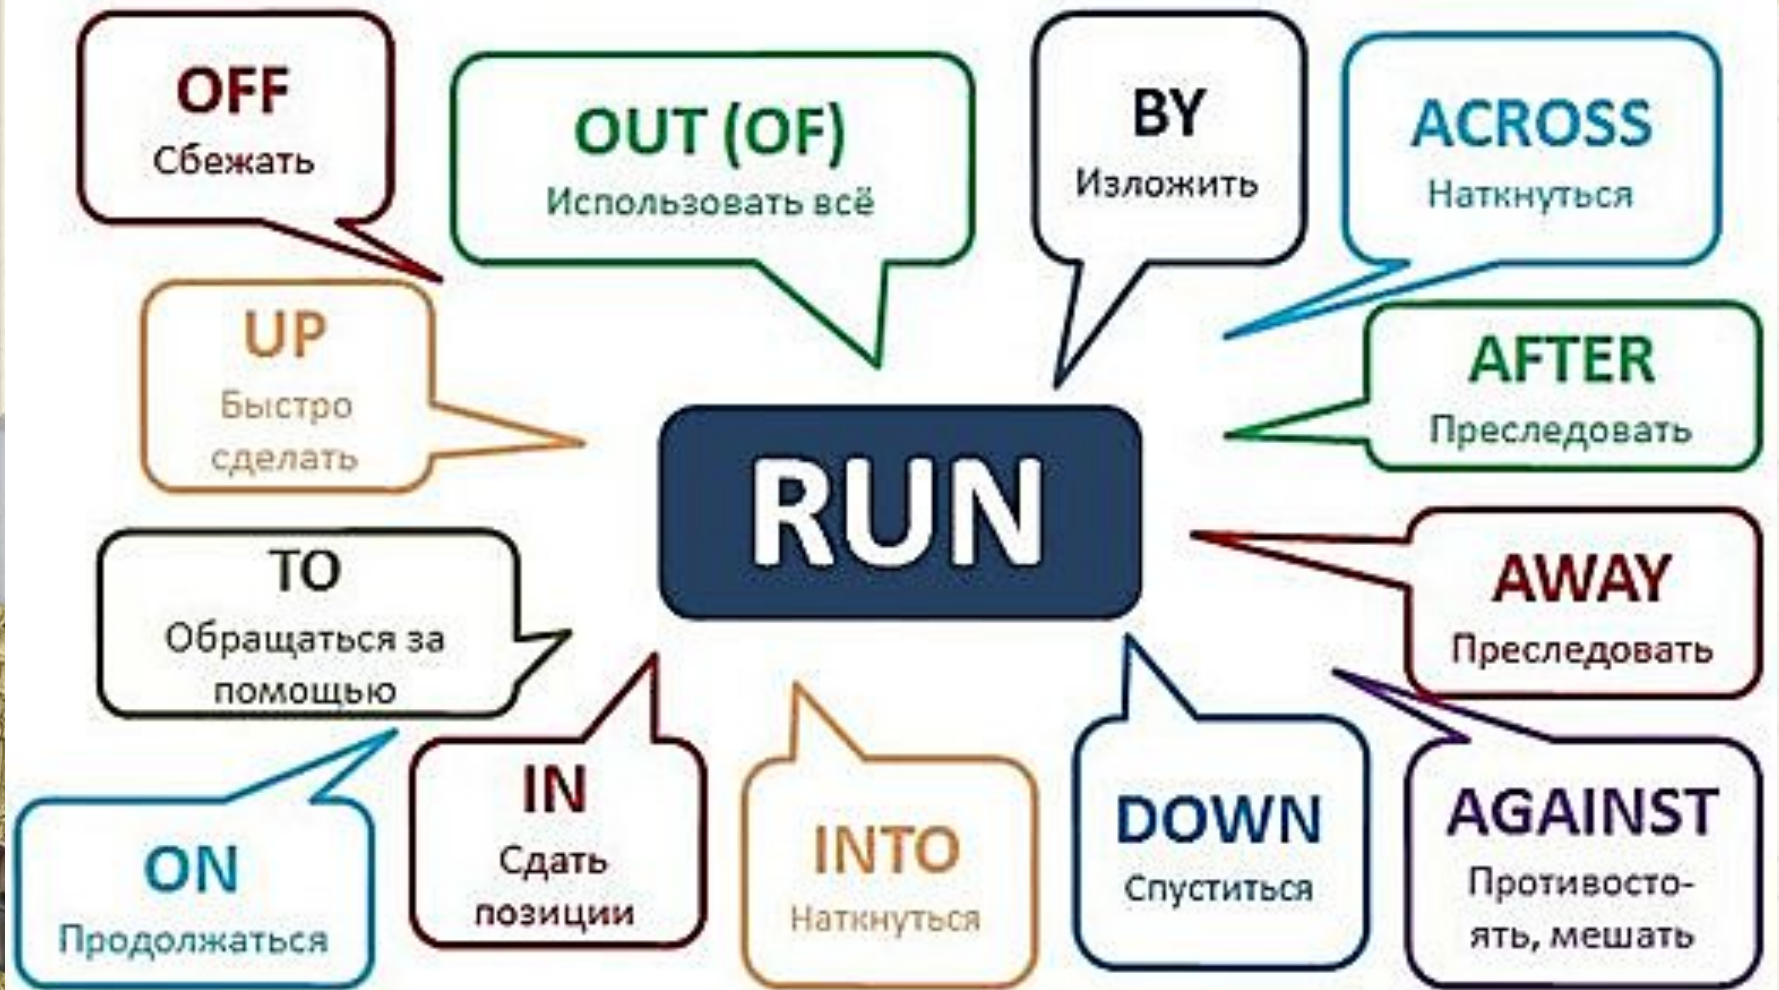 OFF
Сбежать
OUT (OF)
Использовать всё
BY
Изложить
ACROSS
Наткнуться
UP
Быстро
сделать
AFTER
Преследовать
RUN
TO
Обращаться за
помощью
AWAY
Преследовать
ON
Продолжаться
IN
Сдать
позиции
INTO
Наткнуться
DOWN
Спуститься
AGAINST
Противосто-
ять, мешать